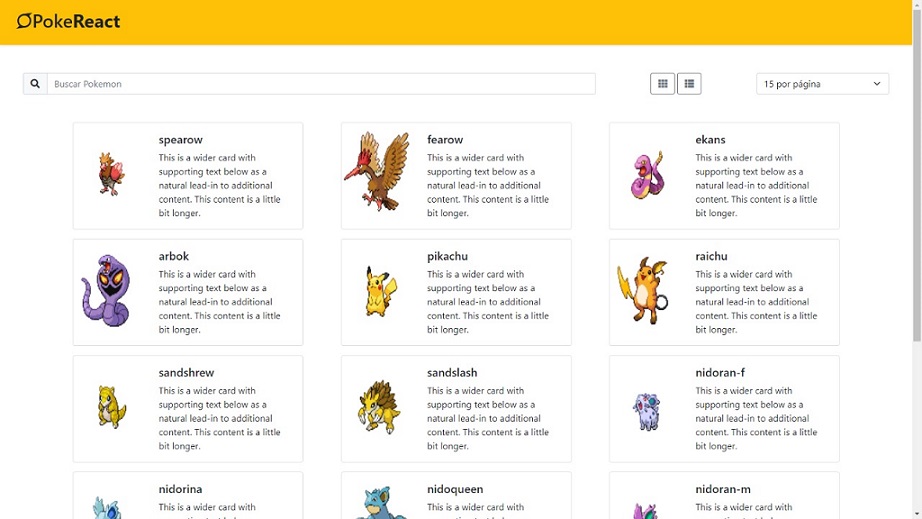 PokeReact
Buscar Pokemon
15 por página
spearow
This is a wider card with
supporting text below as a
natural lead-in to additional
content. This content is a little
bit longer.
fearow
This is a wider card with
supporting text below as a
natural lead-in to additional
content. This content is a little
bit longer.
ekans
This is a wider card with
supporting text below as a
natural lead-in to additional
content. This content is a little
bit longer.
arbok
This is a wider card with
supporting text below as a
natural lead-in to additional
content. This content is a little
bit longer.
pikachu
This is a wider card with
supporting text below as a
natural lead-in to additional
content. This content is a little
bit longer.
raichu
This is a wider card with
supporting text below as a
natural lead-in to additional
content. This content is a little
bit longer.
sandshrew
This is a wider card with
supporting text below as a
natural lead-in to additional
content. This content is a little
bit longer.
sandslash
This is a wider card with
supporting text below as a
natural lead-in to additional
content. This content is a little
bit longer.
nidoran-f
This is a wider card with
supporting text below as a
natural lead-in to additional
content. This content is a little
bit longer.
nidorina
This is a wider card with
nidoqueen
This is a wider card with
nidoran-m
This is a wider card with